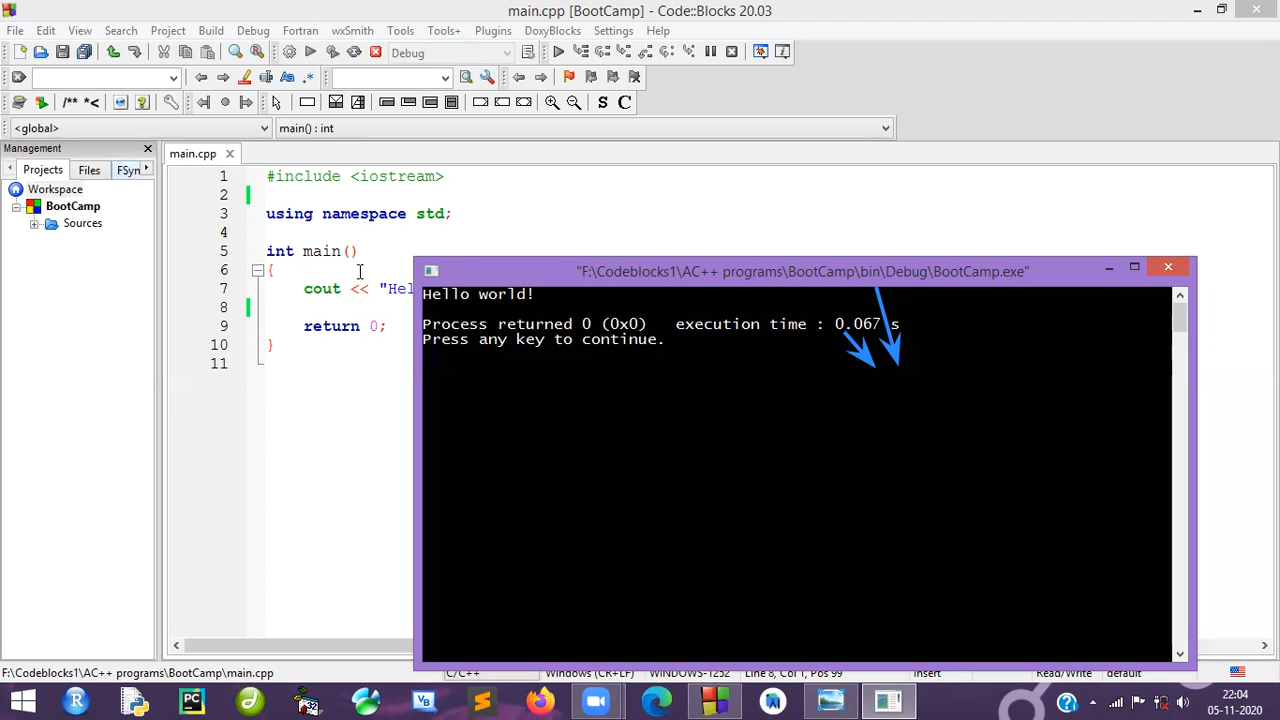 main.cpp [BootCamp] - Code::Blocks 20.03
File Edit View Search Project Build Debug Fortran wxSmith Tools Tools+ Plugins DoxyBlocks Settings Help
Debug
/** *<
S C
<global> main() : int
Management
Projects Files FSyn
main.cpp
Workspace
BootCamp
Sources
1 #include <iostream>
2
3 using namespace std;
4
5 int main()
6 {
7 cout << "Hel
8
9 return 0;
10 }
11
"F:\Codeblocks1\AC++ programs\BootCamp\bin\Debug\BootCamp.exe"
Hello world!
Process returned 0 (0x0) execution time : 0.067 s
Press any key to continue.
F:\Codeblocks1\AC++ programs\BootCamp\main.cpp C/C++ Windows (CR+LF) WINDOWS-1252 Line 8, Col 1, Pos 99 Insert Read/Write default
R PC VB 32
22:04
05-11-2020